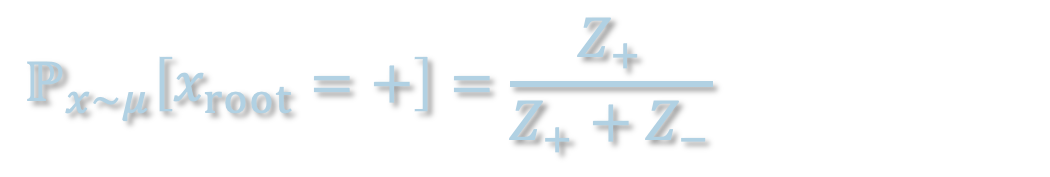 ℙ_{x~μ}[x_root = +] = Z_+ / (Z_+ + Z_−)